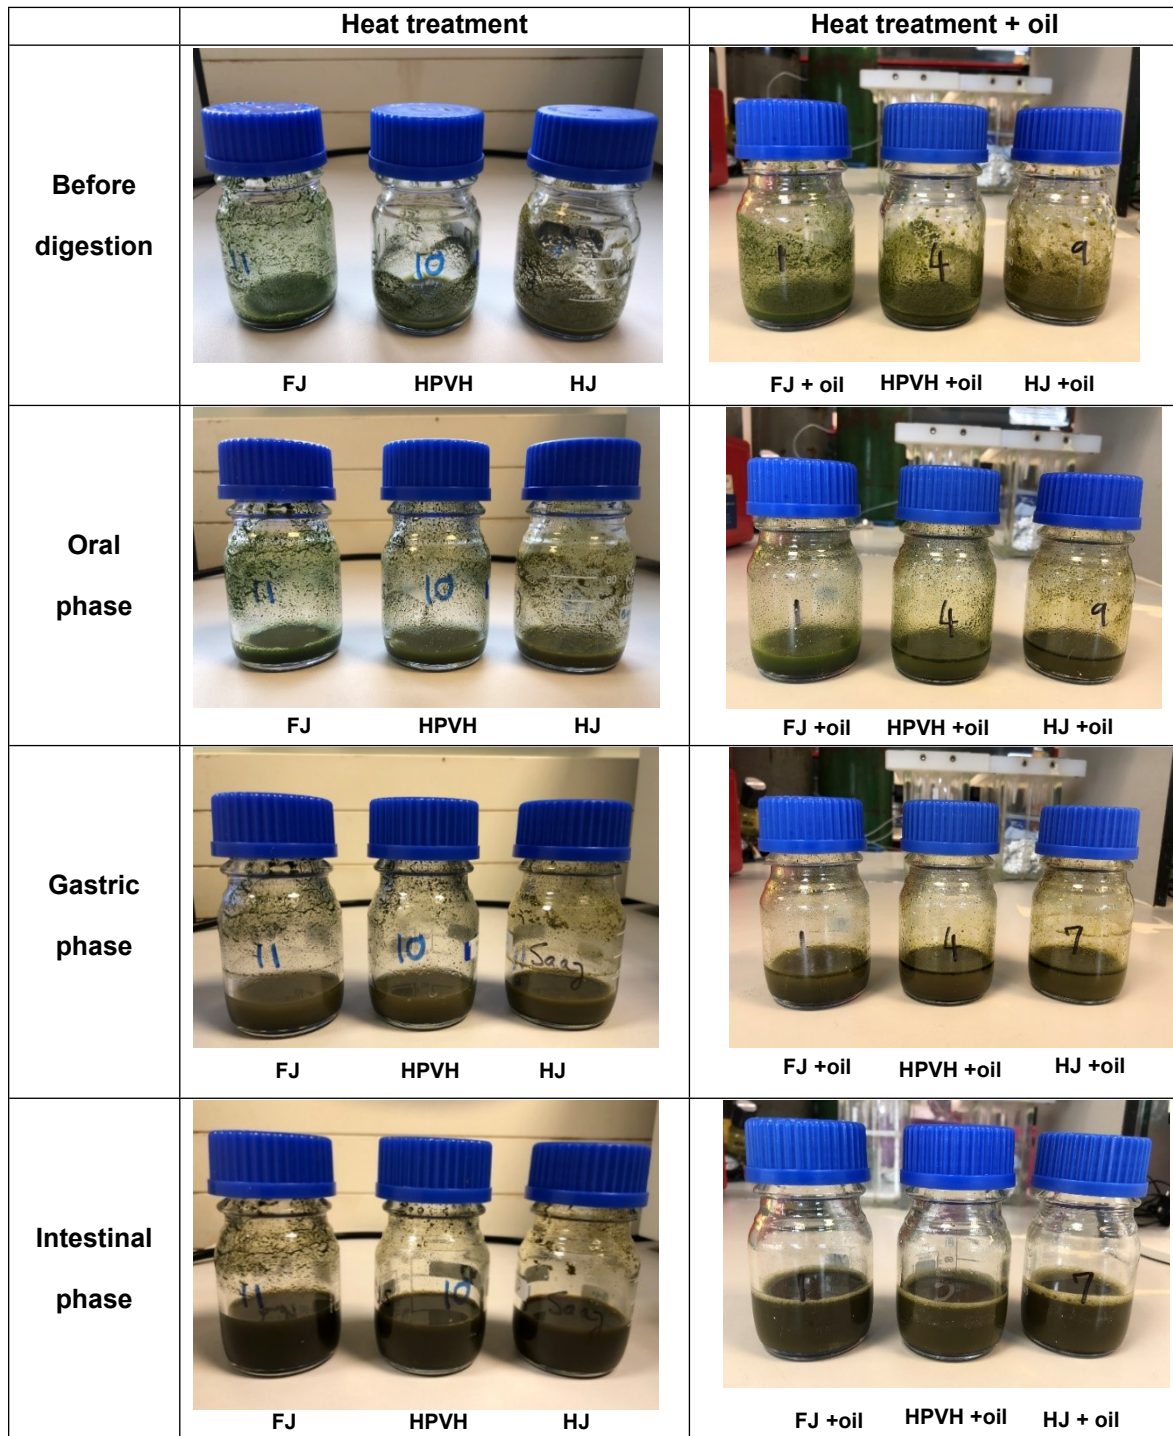 Heat treatment
Heat treatment + oil
Before
digestion
11
10
1
4
9
FJ
HPVH
HJ
FJ + oil
HPVH +oil
HJ +oil
Oral
phase
11
10
80
1
4
9
FJ
HPVH
HJ
FJ +oil
HPVH +oil
HJ +oil
Gastric
phase
11
10
Saag
1
4
7
FJ
HPVH
HJ
FJ +oil
HPVH +oil
HJ +oil
Intestinal
phase
11
10
Saag
1
7
FJ
HPVH
HJ
FJ +oil
HPVH +oil
HJ + oil